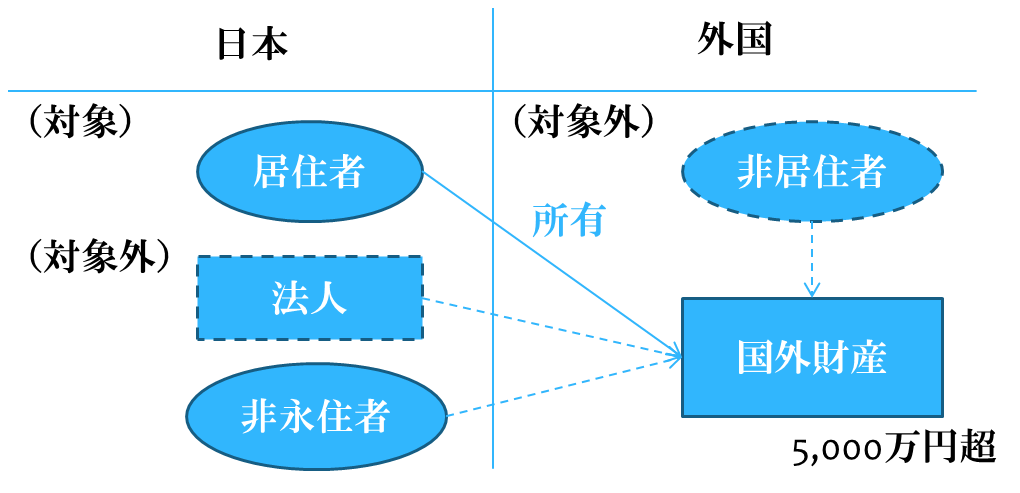 日本
外国
（対象）
居住者
（対象外）
法人
非永住者
（対象外）
非居住者
所有
国外財産
5,000万円超